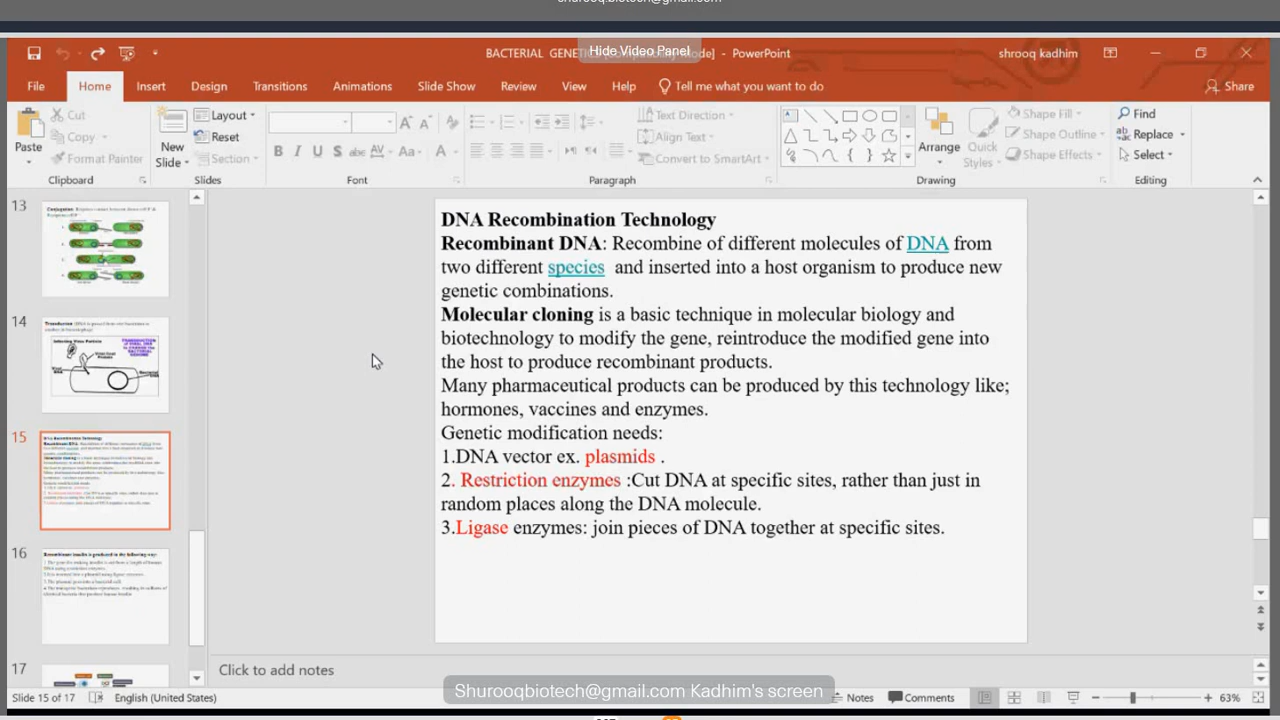 shurooq.biotech@gmail.com
BACTERIAL GENE
Hide Video Panel
ode] - PowerPoint
shrooq kadhim
File Home Insert Design Transitions Animations Slide Show Review View Help Tell me what you want to do Share
Paste
Cut
Copy
Format Painter
Clipboard
New
Slide
Layout
Reset
Section
Slides
B I U S abc AV Aa A
Font
Text Direction
Align Text
Convert to SmartArt
Paragraph
Arrange
Quick
Styles
Shape Fill
Shape Outline
Shape Effects
Drawing
Find
Replace
Select
Editing
13
14
15
16
17
DNA Recombination Technology
Recombinant DNA: Recombine of different molecules of DNA from
two different species and inserted into a host organism to produce new
genetic combinations.
Molecular cloning is a basic technique in molecular biology and
biotechnology to modify the gene, reintroduce the modified gene into
the host to produce recombinant products.
Many pharmaceutical products can be produced by this technology like;
hormones, vaccines and enzymes.
Genetic modification needs:
1.DNA vector ex. plasmids .
2. Restriction enzymes :Cut DNA at specific sites, rather than just in
random places along the DNA molecule.
3.Ligase enzymes: join pieces of DNA together at specific sites.
Click to add notes
Slide 15 of 17 English (United States)
Shurooqbiotech@gmail.com Kadhim's screen
Notes Comments 63%